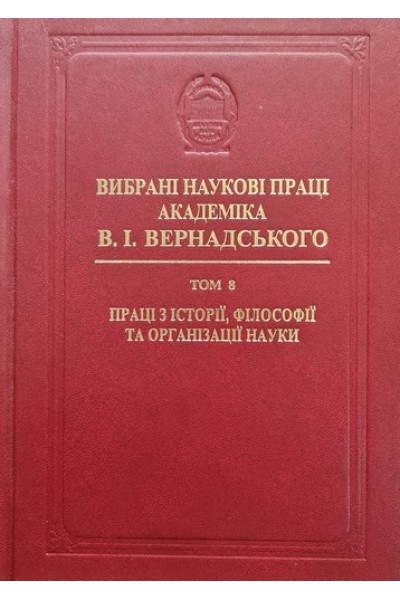 ВИБРАНІ НАУКОВІ ПРАЦІ
АКАДЕМІКА
В. І. ВЕРНАДСЬКОГО
ТОМ 8
ПРАЦІ З ІСТОРІЇ, ФІЛОСОФІЇ
ТА ОРГАНІЗАЦІЇ НАУКИ